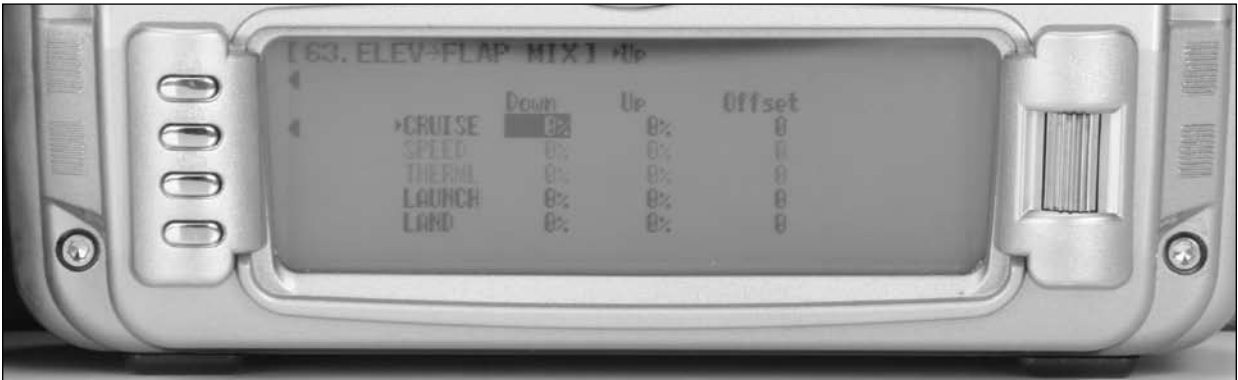 [63.ELEV→FLAP MIX] ▸Up
Down Up Offset
▸CRUISE 0% 0% 0
SPEED 0% 0% 0
THERML 0% 0% 0
LAUNCH 0% 0% 0
LAND 0% 0% 0